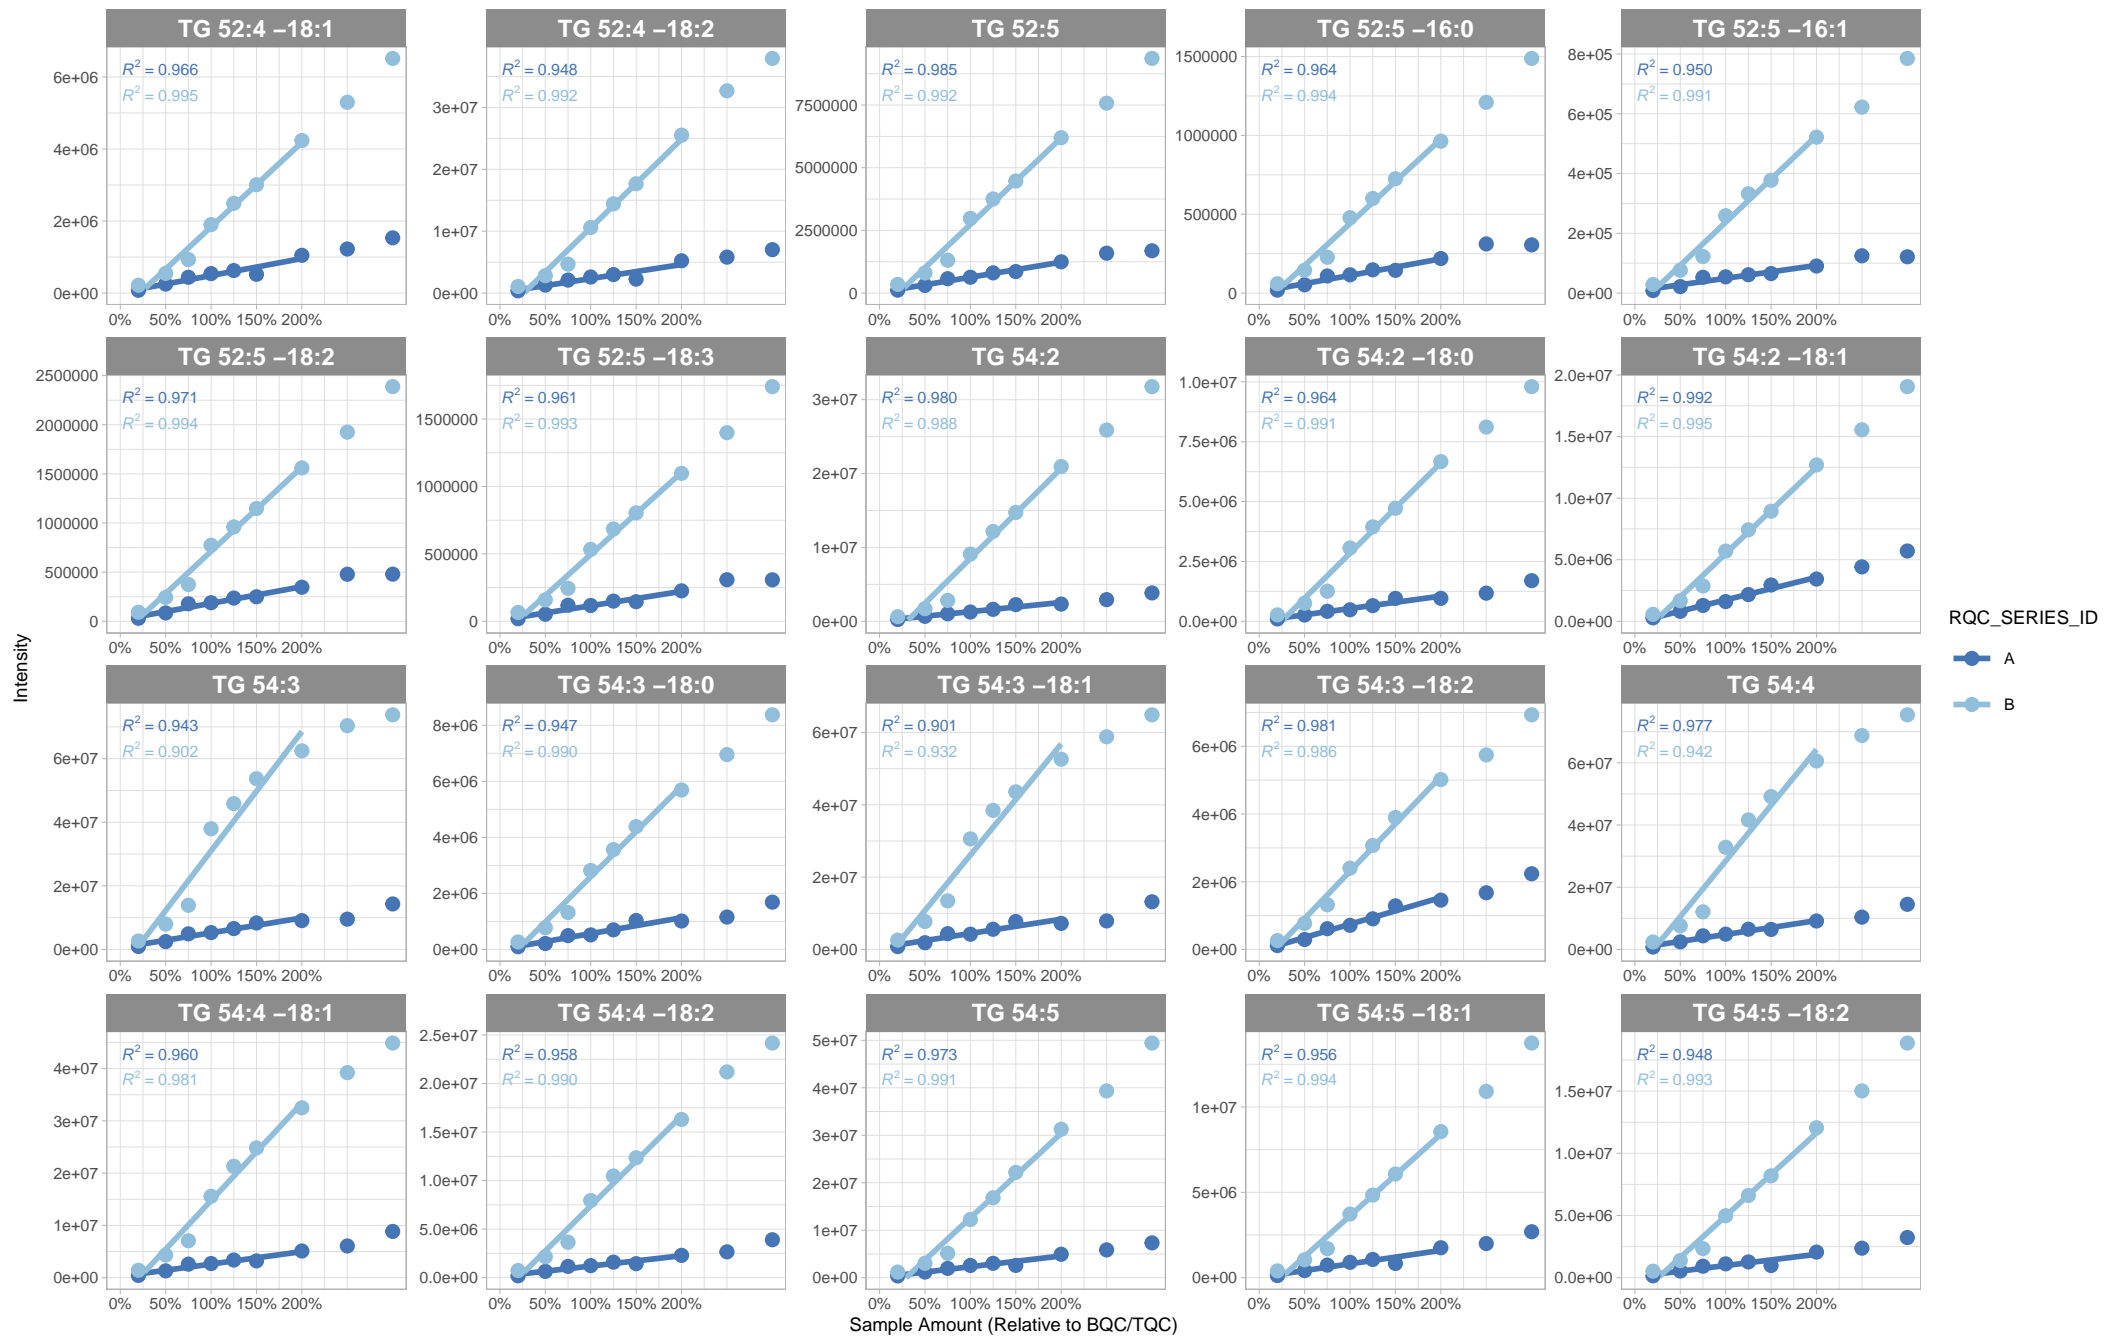 TG 52:4 –18:1
TG 52:4 –18:2
TG 52:5
TG 52:5 –16:0
TG 52:5 –16:1
R² = 0.966
R² = 0.995
6e+06
4e+06
2e+06
0e+00
0% 50% 100% 150% 200%
R² = 0.948
R² = 0.992
3e+07
2e+07
1e+07
0e+00
0% 50% 100% 150% 200%
R² = 0.985
R² = 0.992
7500000
5000000
2500000
0
0% 50% 100% 150% 200%
R² = 0.964
R² = 0.994
1500000
1000000
500000
0
0% 50% 100% 150% 200%
R² = 0.950
R² = 0.991
8e+05
6e+05
4e+05
2e+05
0e+00
0% 50% 100% 150% 200%
TG 52:5 –18:2
TG 52:5 –18:3
TG 54:2
TG 54:2 –18:0
TG 54:2 –18:1
R² = 0.971
R² = 0.994
2500000
2000000
1500000
1000000
500000
0
0% 50% 100% 150% 200%
R² = 0.961
R² = 0.993
1500000
1000000
500000
0
0% 50% 100% 150% 200%
R² = 0.980
R² = 0.988
3e+07
2e+07
1e+07
0e+00
0% 50% 100% 150% 200%
R² = 0.964
R² = 0.991
1.0e+07
7.5e+06
5.0e+06
2.5e+06
0.0e+00
0% 50% 100% 150% 200%
R² = 0.992
R² = 0.995
2.0e+07
1.5e+07
1.0e+07
5.0e+06
0.0e+00
0% 50% 100% 150% 200%
TG 54:3
TG 54:3 –18:0
TG 54:3 –18:1
TG 54:3 –18:2
TG 54:4
R² = 0.943
R² = 0.902
6e+07
4e+07
2e+07
0e+00
0% 50% 100% 150% 200%
R² = 0.947
R² = 0.990
8e+06
6e+06
4e+06
2e+06
0e+00
0% 50% 100% 150% 200%
R² = 0.901
R² = 0.932
6e+07
4e+07
2e+07
0e+00
0% 50% 100% 150% 200%
R² = 0.981
R² = 0.986
6e+06
4e+06
2e+06
0e+00
0% 50% 100% 150% 200%
R² = 0.977
R² = 0.942
6e+07
4e+07
2e+07
0e+00
0% 50% 100% 150% 200%
TG 54:4 –18:1
TG 54:4 –18:2
TG 54:5
TG 54:5 –18:1
TG 54:5 –18:2
R² = 0.960
R² = 0.981
4e+07
3e+07
2e+07
1e+07
0e+00
0% 50% 100% 150% 200%
R² = 0.958
R² = 0.990
2.5e+07
2.0e+07
1.5e+07
1.0e+07
5.0e+06
0.0e+00
0% 50% 100% 150% 200%
R² = 0.973
R² = 0.991
5e+07
4e+07
3e+07
2e+07
1e+07
0e+00
0% 50% 100% 150% 200%
R² = 0.956
R² = 0.994
1e+07
5e+06
0e+00
0% 50% 100% 150% 200%
R² = 0.948
R² = 0.993
1.5e+07
1.0e+07
5.0e+06
0.0e+00
0% 50% 100% 150% 200%
Intensity
Sample Amount (Relative to BQC/TQC)
RQC_SERIES_ID
A
B